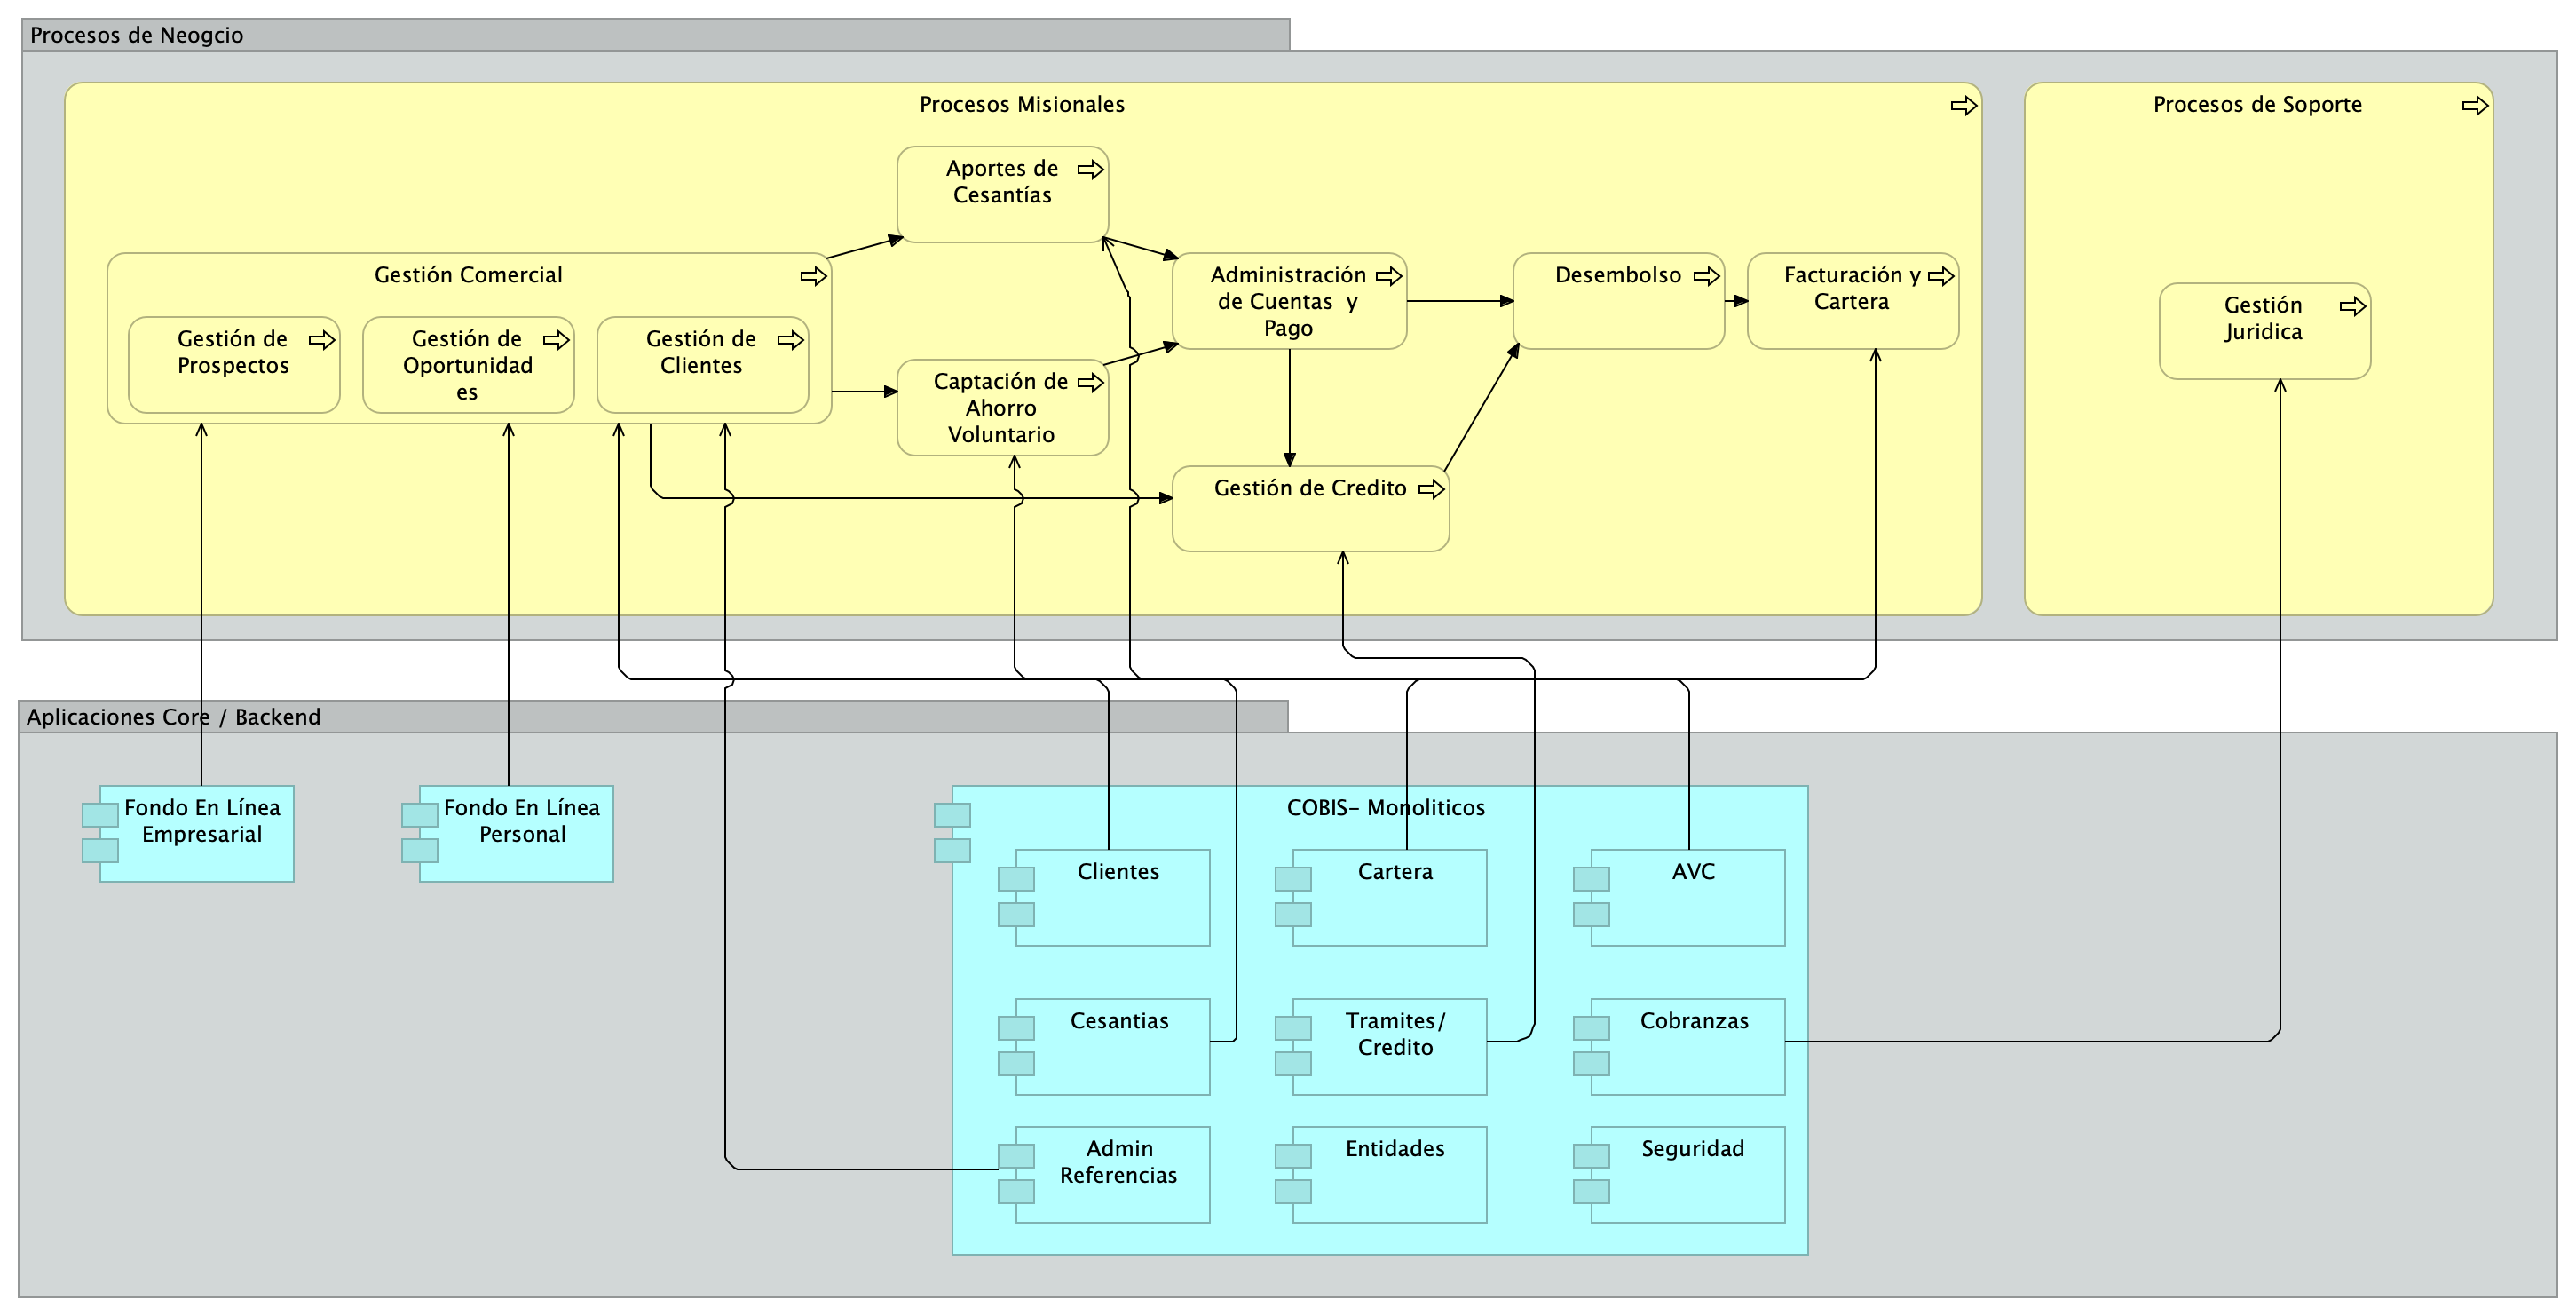 Procesos de Neogcio
Procesos Misionales
Procesos de Soporte
Aportes de
Cesantías
Gestión Comercial
Administración
de Cuentas y
Pago
Desembolso
Facturación y
Cartera
Gestión
Juridica
Gestión de
Prospectos
Gestión de
Oportunidad
es
Gestión de
Clientes
Captación de
Ahorro
Voluntario
Gestión de Credito
Aplicaciones Core / Backend
Fondo En Línea
Empresarial
Fondo En Línea
Personal
COBIS- Monoliticos
Clientes
Cartera
AVC
Cesantias
Tramites/
Credito
Cobranzas
Admin
Referencias
Entidades
Seguridad